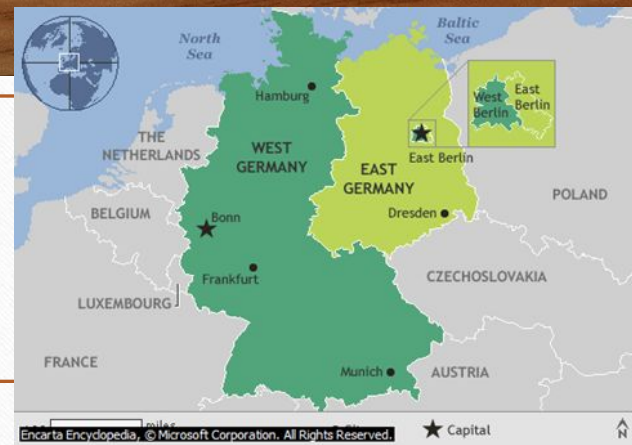 North
Sea
Baltic
Sea
Hamburg
West
Berlin
East
Berlin
THE
NETHERLANDS
WEST
GERMANY
East Berlin
EAST
GERMANY
POLAND
BELGIUM
Bonn
Dresden
Frankfurt
CZECHOSLOVAKIA
LUXEMBOURG
FRANCE
Munich
AUSTRIA
miles
Encarta Encyclopedia, © Microsoft Corporation. All Rights Reserved.
Capital
N